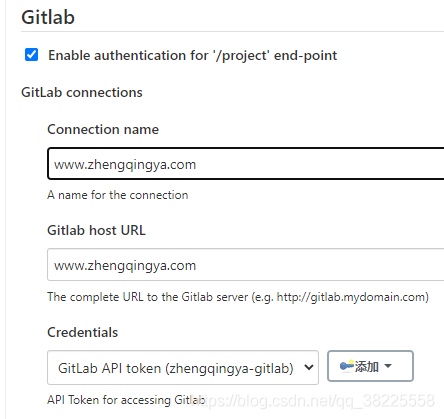 Gitlab
Enable authentication for '/project' end-point
GitLab connections
Connection name
www.zhengqingya.com
A name for the connection
Gitlab host URL
www.zhengqingya.com
The complete URL to the Gitlab server (e.g. http://gitlab.mydomain.com)
Credentials
GitLab API token (zhengqingya-gitlab) 添加
API Token for accessing Gitlab
https://blog.csdn.net/qq_38225558